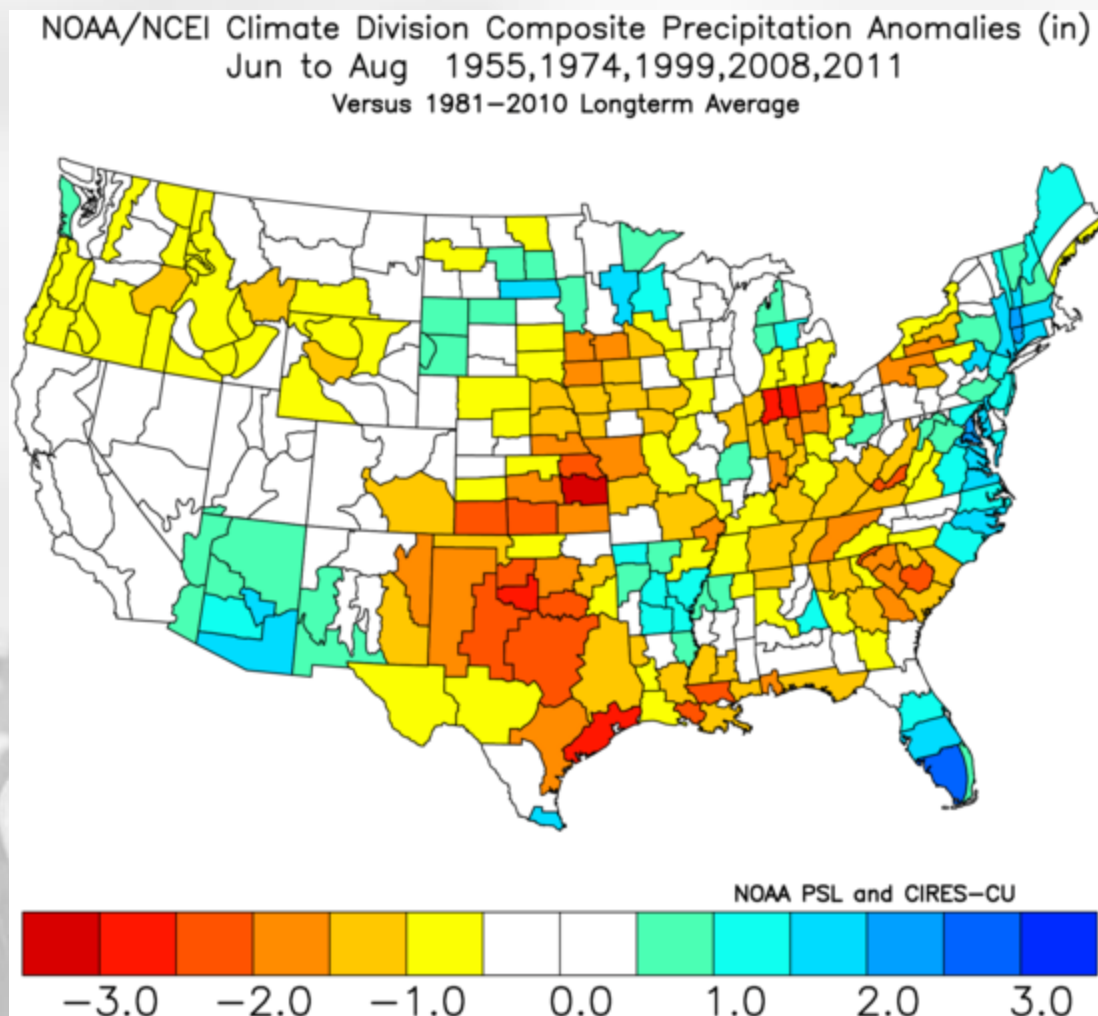 NOAA/NCEI Climate Division Composite Precipitation Anomalies (in)
Jun to Aug 1955,1974,1999,2008,2011
Versus 1981-2010 Longterm Average
NOAA PSL and CIRES-CU
-3.0 -2.0 -1.0 0.0 1.0 2.0 3.0